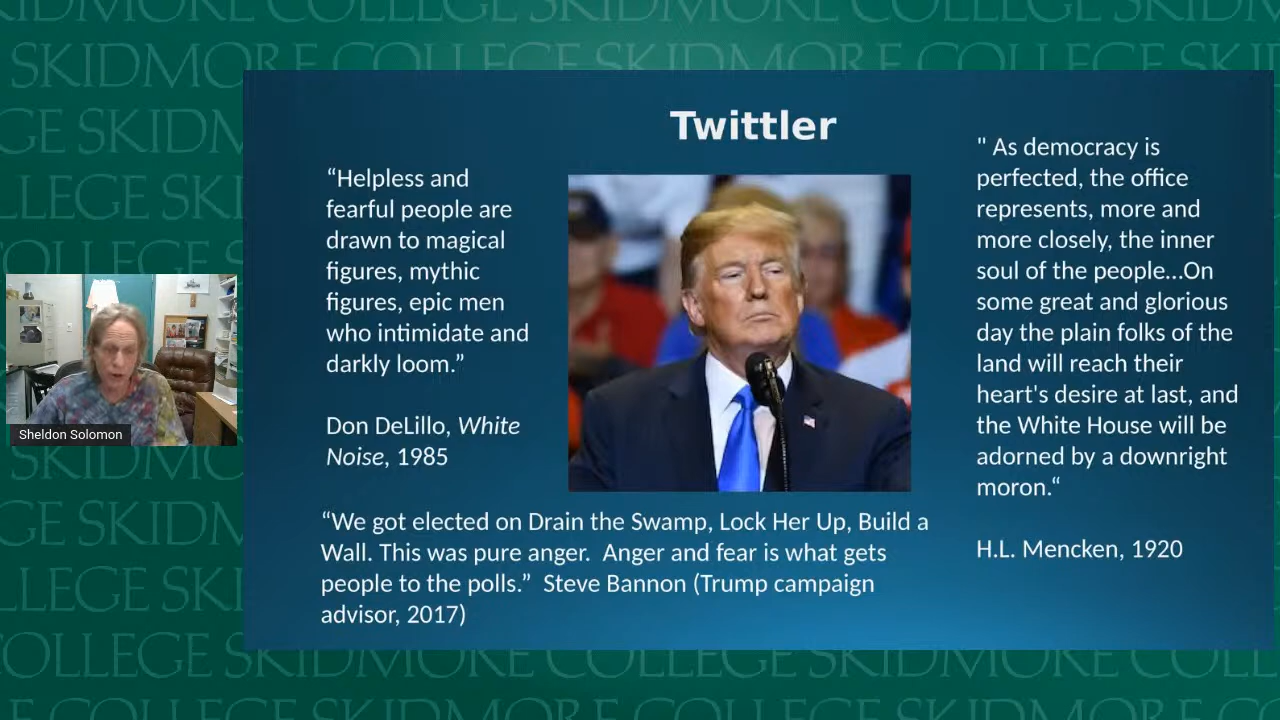 SKIDMORE COLLEGE
Twittler
“Helpless and
fearful people are
drawn to magical
figures, mythic
figures, epic men
who intimidate and
darkly loom.”
Don DeLillo, White
Noise, 1985
“We got elected on Drain the Swamp, Lock Her Up, Build a
Wall. This was pure anger.  Anger and fear is what gets
people to the polls.”  Steve Bannon (Trump campaign
advisor, 2017)
" As democracy is
perfected, the office
represents, more and
more closely, the inner
soul of the people…On
some great and glorious
day the plain folks of the
land will reach their
heart's desire at last, and
the White House will be
adorned by a downright
moron.“
H.L. Mencken, 1920
Sheldon Solomon